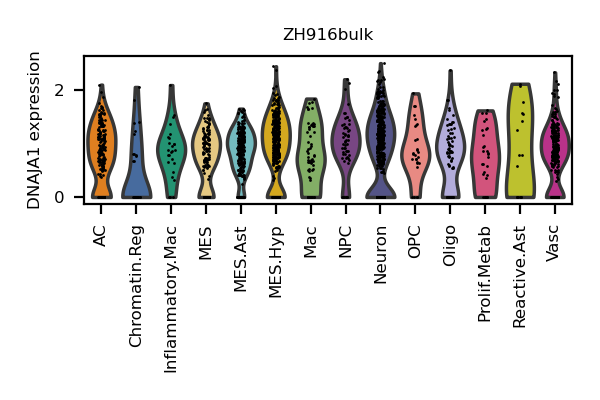 ZH916bulk
DNAJA1 expression
2
0
AC
Chromatin.Reg
Inflammatory.Mac
MES
MES.Ast
MES.Hyp
Mac
NPC
Neuron
OPC
Oligo
Prolif.Metab
Reactive.Ast
Vasc